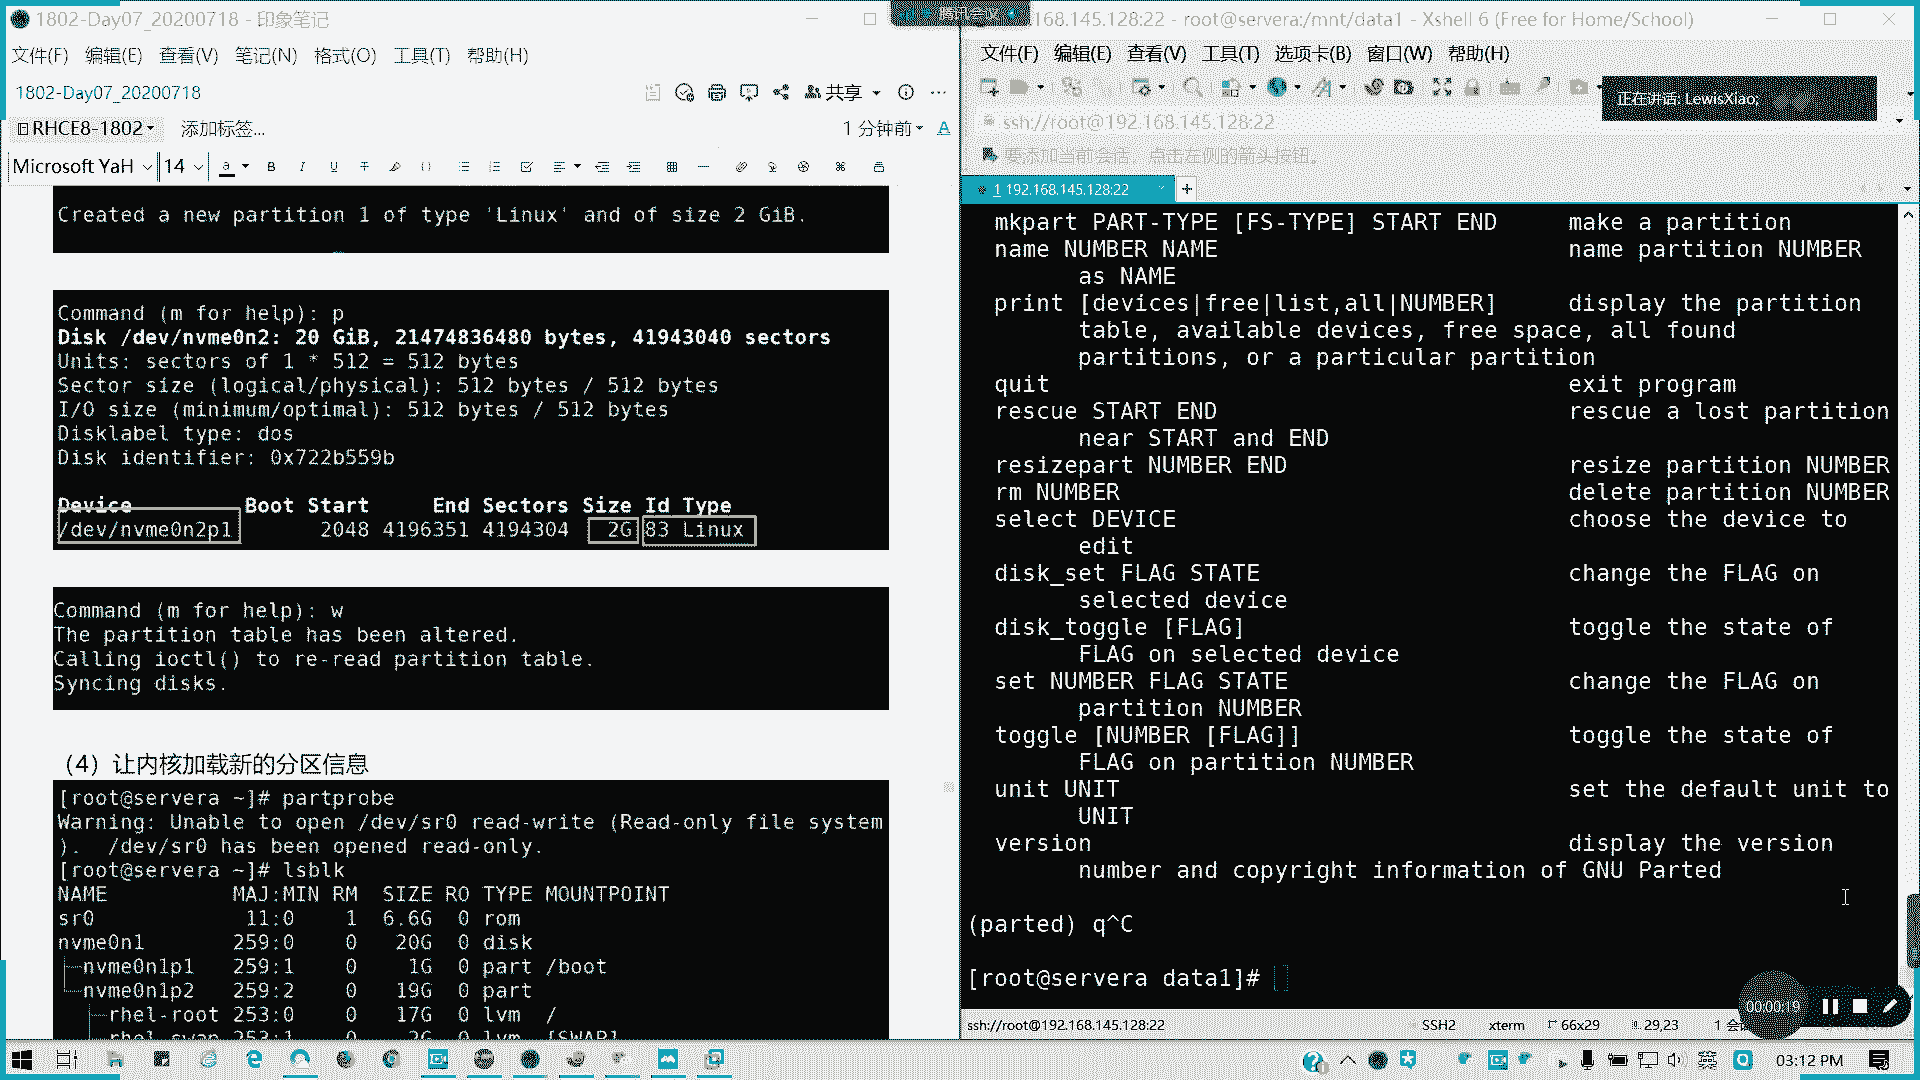 1802-Day07_20200718 - 印象笔记
文件(F) 编辑(E) 查看(V) 笔记(N) 格式(O) 工具(T) 帮助(H)
1802-Day07_20200718
共享
RHCE8-1802
添加标签...
1 分钟前
Microsoft YaH
14
Created a new partition 1 of type 'Linux' and of size 2 GiB.
Command (m for help): p
Disk /dev/nvme0n2: 20 GiB, 21474836480 bytes, 41943040 sectors
Units: sectors of 1 * 512 = 512 bytes
Sector size (logical/physical): 512 bytes / 512 bytes
I/O size (minimum/optimal): 512 bytes / 512 bytes
Disklabel type: dos
Disk identifier: 0x722b559b
Device Boot Start End Sectors Size Id Type
/dev/nvme0n2p1 2048 4196351 4194304 2G 83 Linux
Command (m for help): w
The partition table has been altered.
Calling ioctl() to re-read partition table.
Syncing disks.
（4）让内核加载新的分区信息
[root@servera ~]# partprobe
Warning: Unable to open /dev/sr0 read-write (Read-only file system
). /dev/sr0 has been opened read-only.
[root@servera ~]# lsblk
NAME MAJ:MIN RM SIZE RO TYPE MOUNTPOINT
sr0 11:0 1 6.6G 0 rom
nvme0n1 259:0 0 20G 0 disk
├─nvme0n1p1 259:1 0 1G 0 part /boot
└─nvme0n1p2 259:2 0 19G 0 part
├─rhel-root 253:0 0 17G 0 lvm /
rhel-swap 253:1 0 2G 0 lvm [SWAP]
腾讯会议
168.145.128:22 - root@servera:/mnt/data1 - Xshell 6 (Free for Home/School)
文件(F) 编辑(E) 查看(V) 工具(T) 选项卡(B) 窗口(W) 帮助(H)
正在讲话: LewisXiao;
ssh://root@192.168.145.128:22
要添加当前会话，点击左侧的箭头按钮。
1 192.168.145.128:22
mkpart PART-TYPE [FS-TYPE] START END make a partition
name NUMBER NAME name partition NUMBER
as NAME
print [devices|free|list,all|NUMBER] display the partition
table, available devices, free space, all found
partitions, or a particular partition
quit exit program
rescue START END rescue a lost partition
near START and END
resizepart NUMBER END resize partition NUMBER
rm NUMBER delete partition NUMBER
select DEVICE choose the device to
edit
disk_set FLAG STATE change the FLAG on
selected device
disk_toggle [FLAG] toggle the state of
FLAG on selected device
set NUMBER FLAG STATE change the FLAG on
partition NUMBER
toggle [NUMBER [FLAG]] toggle the state of
FLAG on partition NUMBER
unit UNIT set the default unit to
UNIT
version display the version
number and copyright information of GNU Parted
(parted) q^C
[root@servera data1]#
00:00:19
ssh://root@192.168.145.128:22 SSH2 xterm 66x29 29,23 1 会
英
03:12 PM